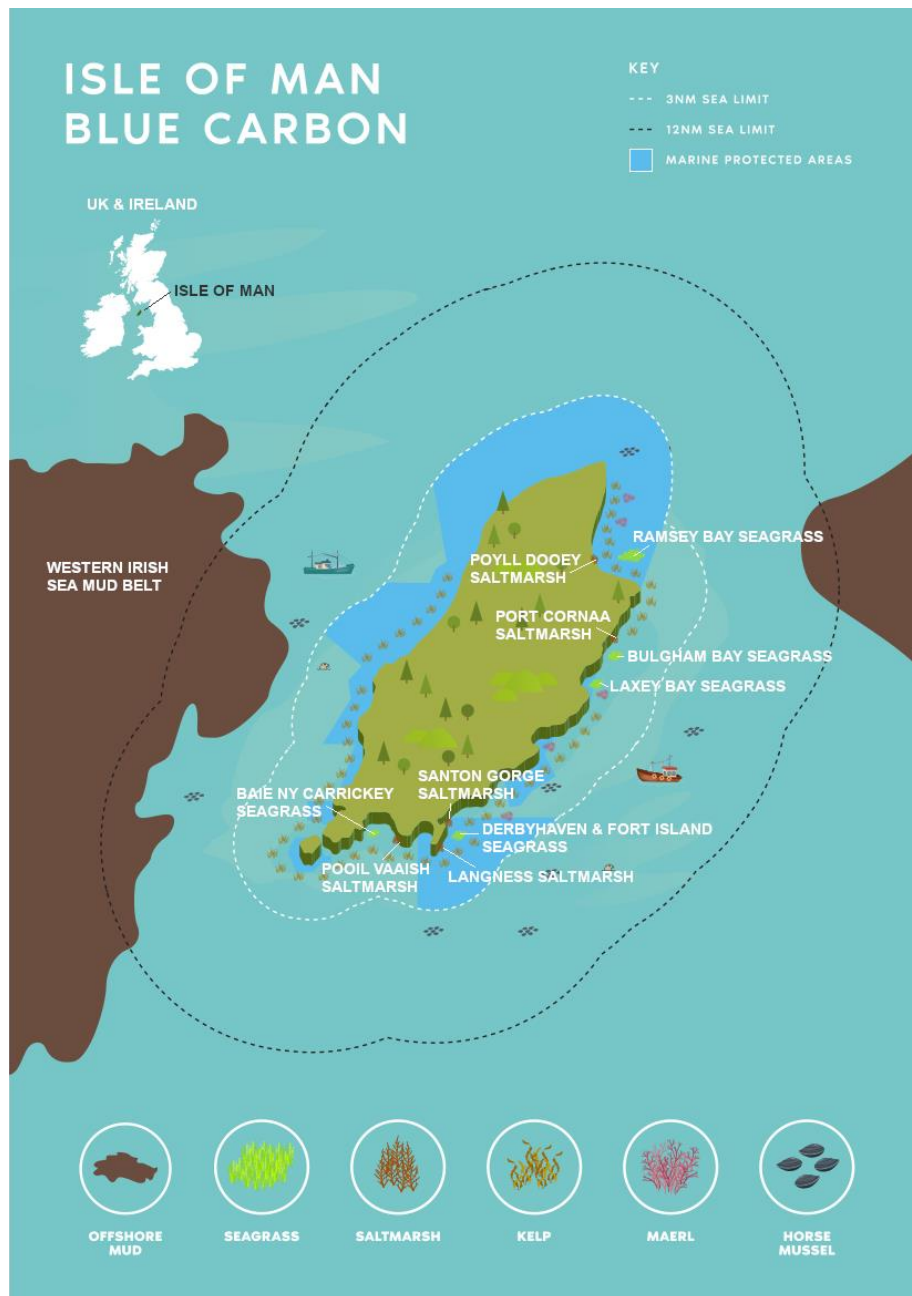 ISLE OF MAN
BLUE CARBON
KEY
3NM SEA LIMIT
12NM SEA LIMIT
MARINE PROTECTED AREAS
UK & IRELAND
ISLE OF MAN
WESTERN IRISH
SEA MUD BELT
RAMSEY BAY SEAGRASS
POYLL DOOEY
SALTMARSH
PORT CORNAA
SALTMARSH
BULGHAM BAY SEAGRASS
LAXEY BAY SEAGRASS
SANTON GORGE
SALTMARSH
BAIE NY CARRICKEY
SEAGRASS
DERBYHAVEN & FORT ISLAND
SEAGRASS
POOIL VAAISH
SALTMARSH
LANGNESS SALTMARSH
OFFSHORE
MUD
SEAGRASS
SALTMARSH
KELP
MAERL
HORSE
MUSSEL